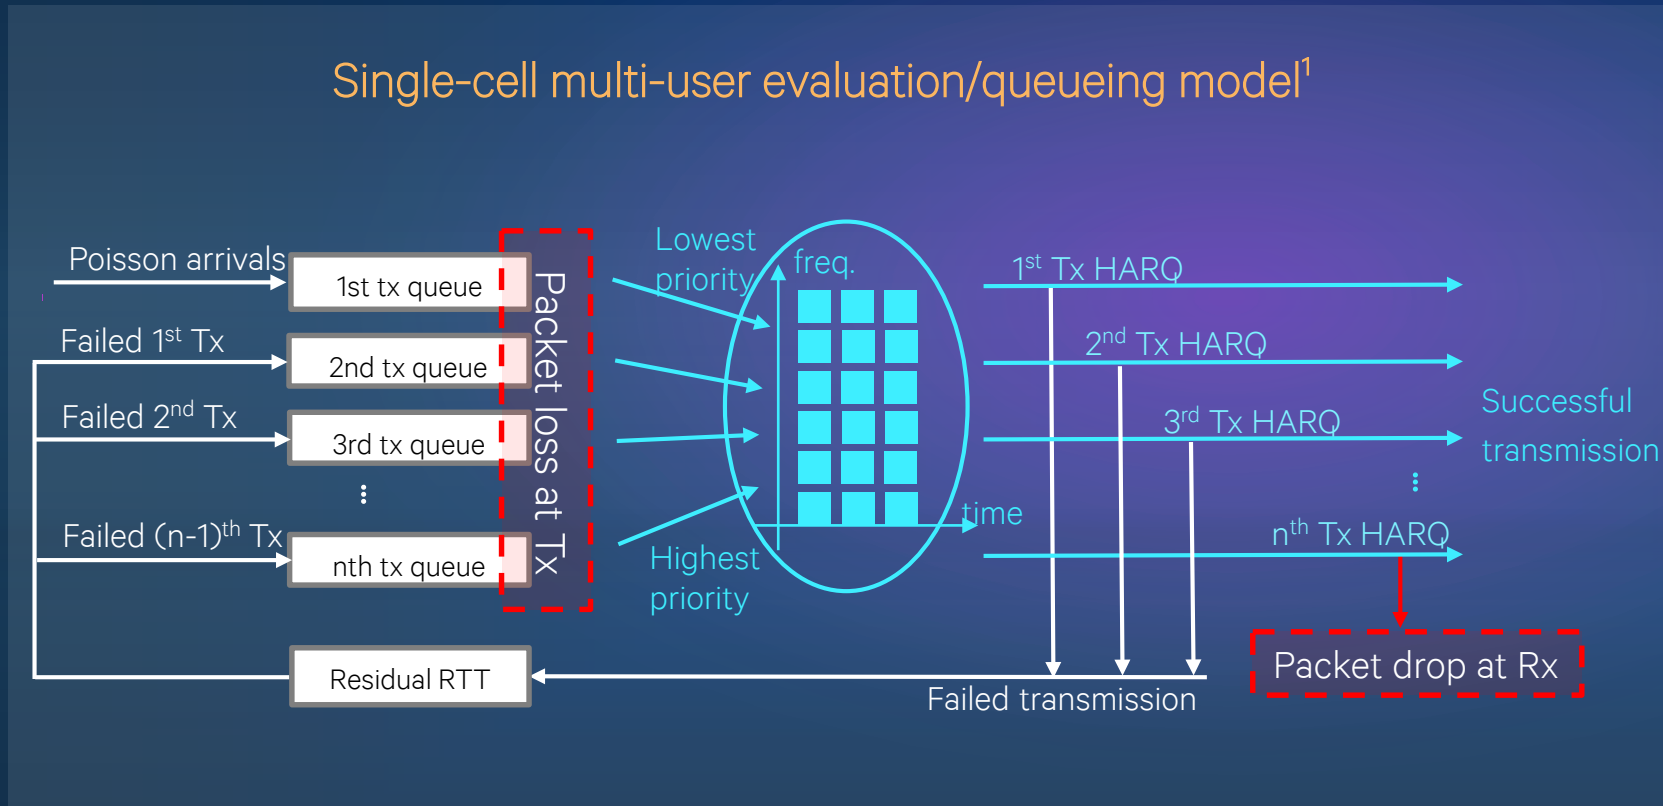 Single-cell multi-user evaluation/queueing model¹
Poisson arrivals
1st tx queue
Failed 1st Tx
2nd tx queue
Failed 2nd Tx
3rd tx queue
⋮
Failed (n-1)th Tx
nth tx queue
Residual RTT
Packet loss at Tx
Lowest
priority
Highest
priority
freq.
time
1st Tx HARQ
2nd Tx HARQ
3rd Tx HARQ
⋮
nth Tx HARQ
Successful
transmission
Failed transmission
Packet drop at Rx